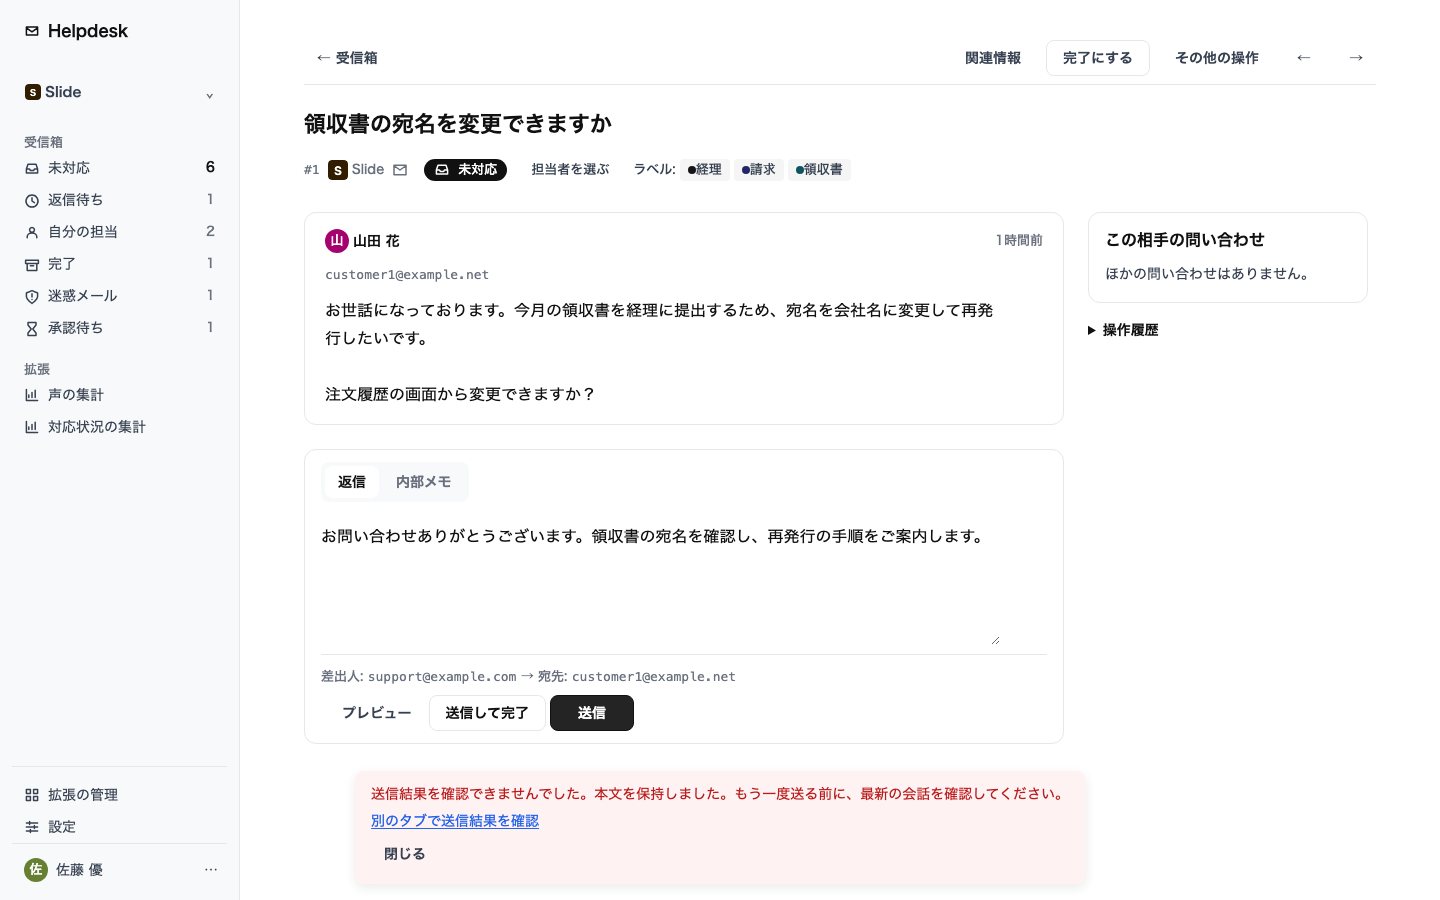 Helpdesk
S Slide
受信箱
未対応 6
返信待ち 1
自分の担当 2
完了 1
迷惑メール 1
承認待ち 1
拡張
声の集計
対応状況の集計
拡張の管理
設定
佐 佐藤 優 …
← 受信箱
関連情報 完了にする その他の操作 ← →
領収書の宛名を変更できますか
#1 S Slide 未対応 担当者を選ぶ ラベル: 経理 請求 領収書
山 山田 花 1時間前
customer1@example.net
お世話になっております。今月の領収書を経理に提出するため、宛名を会社名に変更して再発
行したいです。
注文履歴の画面から変更できますか？
返信 内部メモ
お問い合わせありがとうございます。領収書の宛名を確認し、再発行の手順をご案内します。
差出人: support@example.com → 宛先: customer1@example.net
プレビュー 送信して完了 送信
この相手の問い合わせ
ほかの問い合わせはありません。
▶ 操作履歴
送信結果を確認できませんでした。本文を保持しました。もう一度送る前に、最新の会話を確認してください。
別のタブで送信結果を確認
閉じる